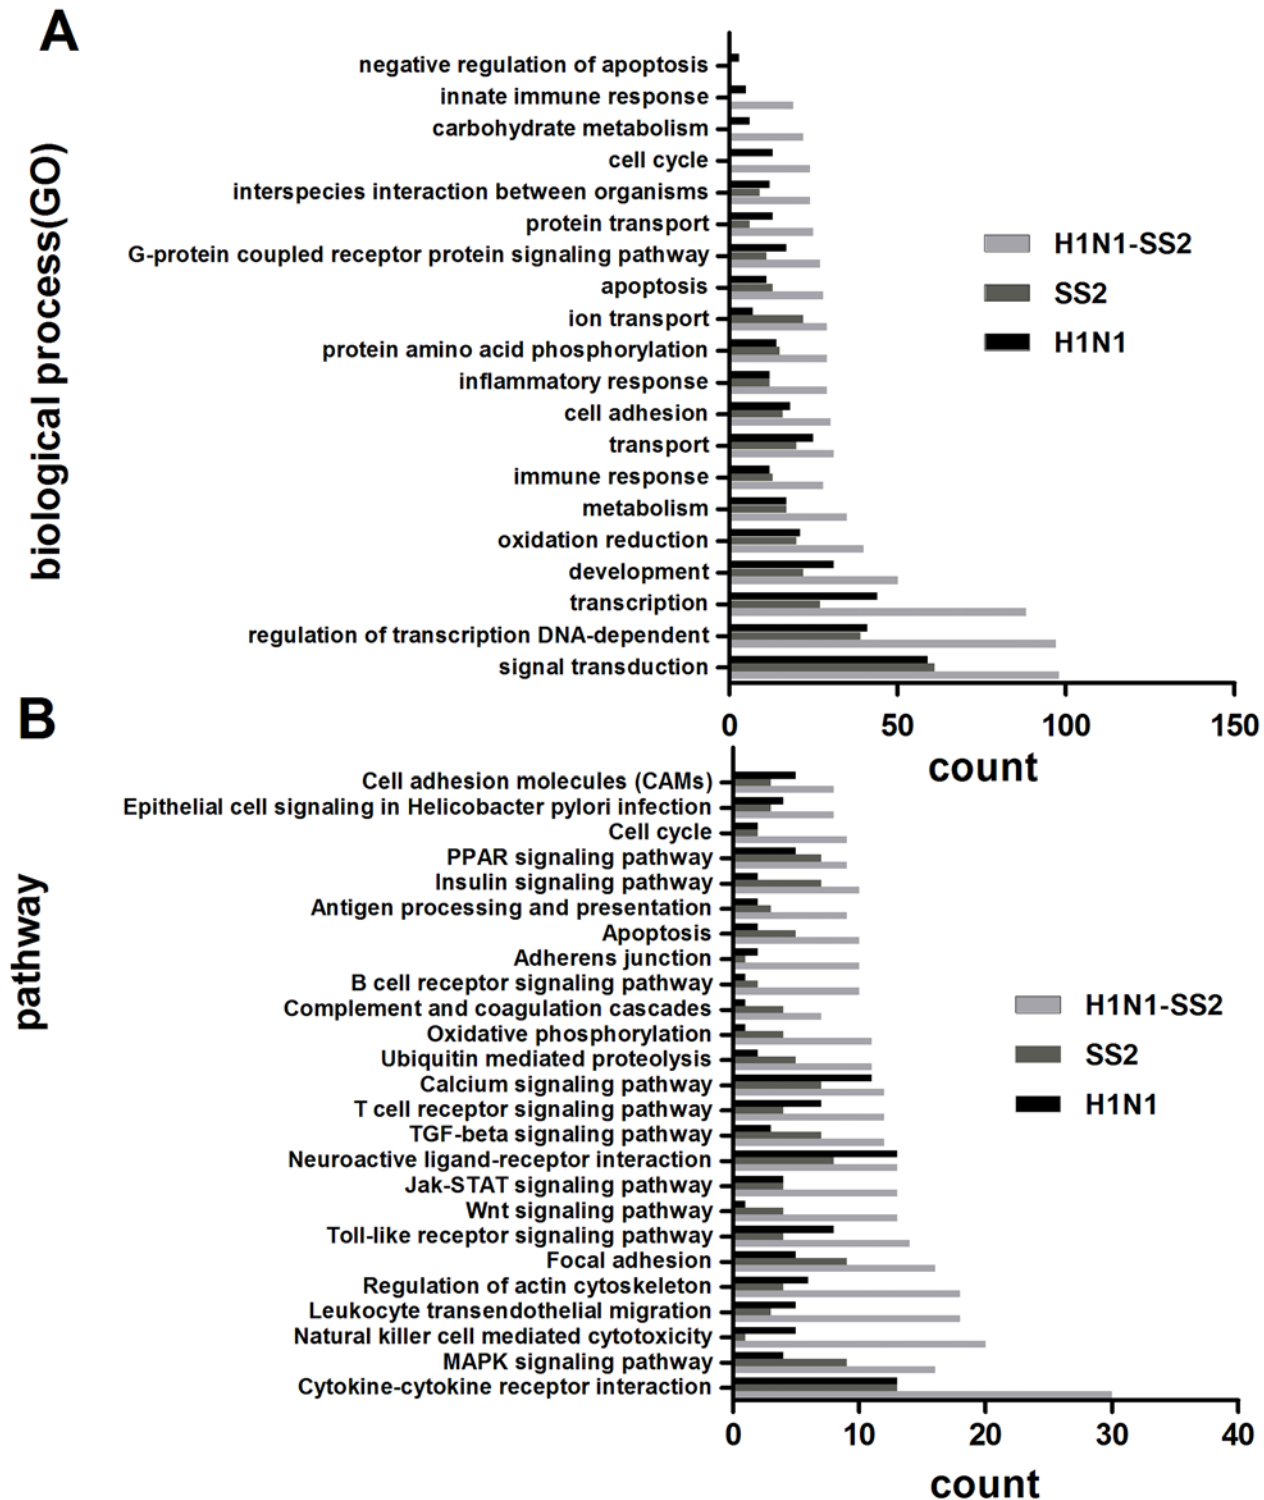 A
biological process(GO)
negative regulation of apoptosis
innate immune response
carbohydrate metabolism
cell cycle
interspecies interaction between organisms
protein transport
G-protein coupled receptor protein signaling pathway
apoptosis
ion transport
protein amino acid phosphorylation
inflammatory response
cell adhesion
transport
immune response
metabolism
oxidation reduction
development
transcription
regulation of transcription DNA-dependent
signal transduction
H1N1-SS2
SS2
H1N1
0 50 100 150
count
B
pathway
Cell adhesion molecules (CAMs)
Epithelial cell signaling in Helicobacter pylori infection
Cell cycle
PPAR signaling pathway
Insulin signaling pathway
Antigen processing and presentation
Apoptosis
Adherens junction
B cell receptor signaling pathway
Complement and coagulation cascades
Oxidative phosphorylation
Ubiquitin mediated proteolysis
Calcium signaling pathway
T cell receptor signaling pathway
TGF-beta signaling pathway
Neuroactive ligand-receptor interaction
Jak-STAT signaling pathway
Wnt signaling pathway
Toll-like receptor signaling pathway
Focal adhesion
Regulation of actin cytoskeleton
Leukocyte transendothelial migration
Natural killer cell mediated cytotoxicity
MAPK signaling pathway
Cytokine-cytokine receptor interaction
H1N1-SS2
SS2
H1N1
0 10 20 30 40
count